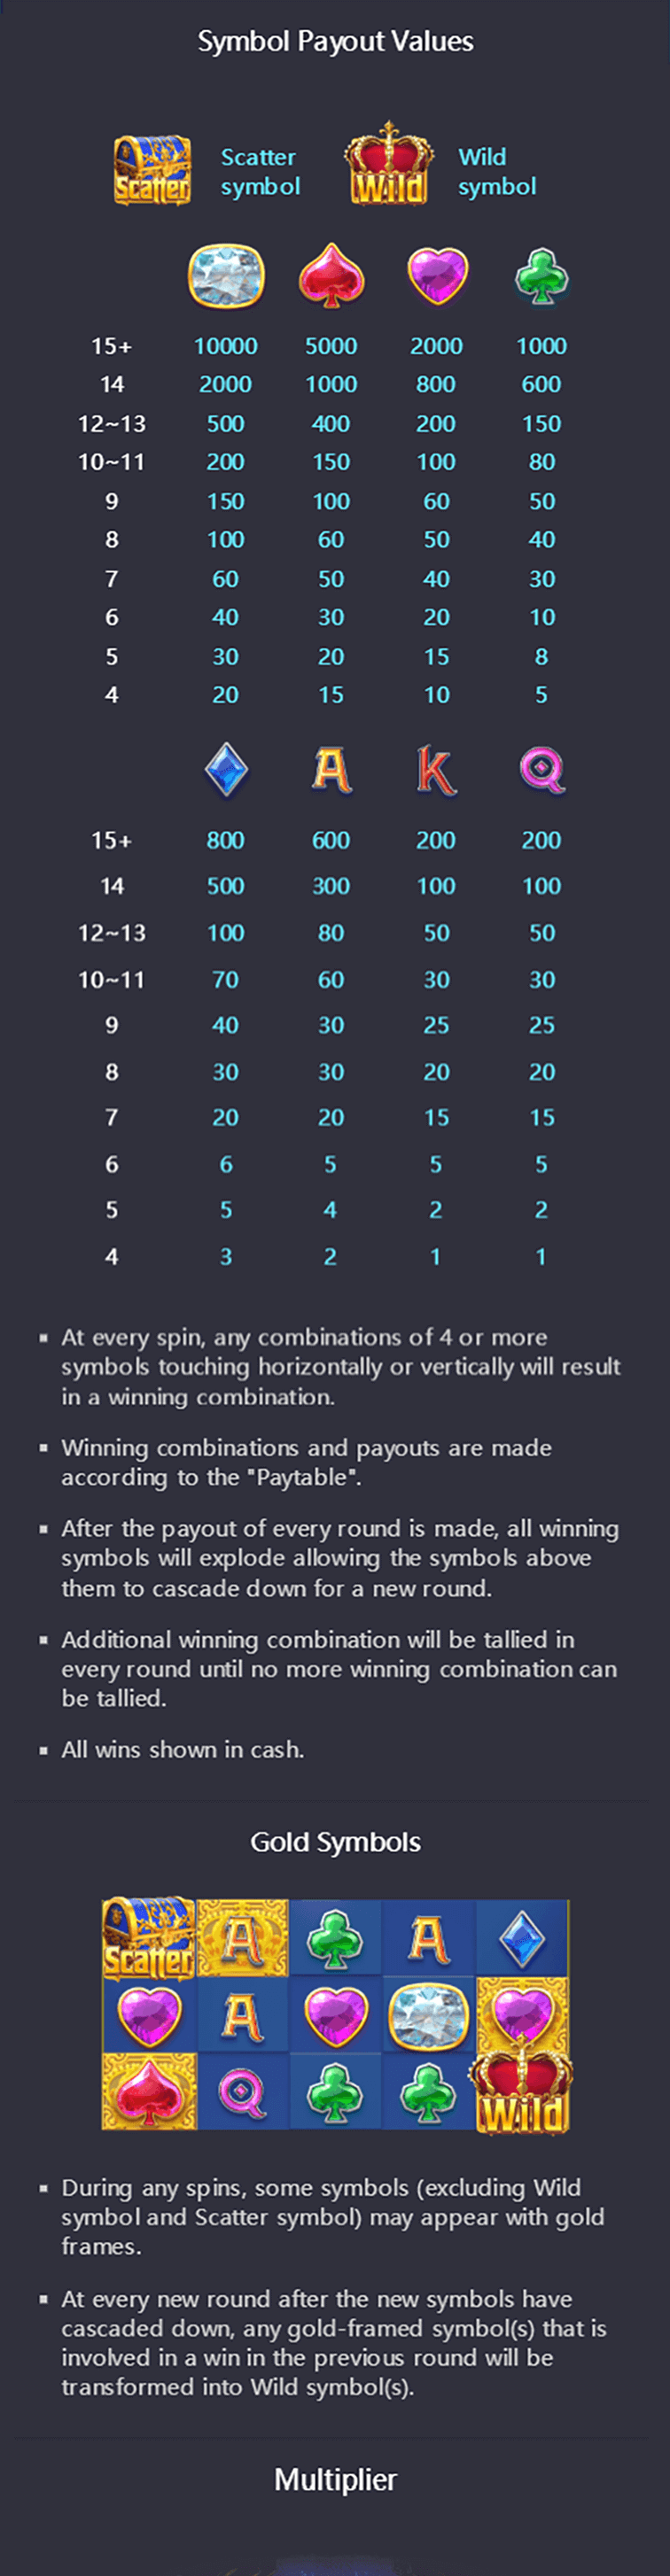 Symbol Payout Values
Scatter
Scatter
symbol
Wild
Wild
symbol
15+ 10000 5000 2000 1000
14 2000 1000 800 600
12~13 500 400 200 150
10~11 200 150 100 80
9 150 100 60 50
8 100 60 50 40
7 60 50 40 30
6 40 30 20 10
5 30 20 15 8
4 20 15 10 5
A K Q
15+ 800 600 200 200
14 500 300 100 100
12~13 100 80 50 50
10~11 70 60 30 30
9 40 30 25 25
8 30 30 20 20
7 20 20 15 15
6 6 5 5 5
5 5 4 2 2
4 3 2 1 1
At every spin, any combinations of 4 or more
symbols touching horizontally or vertically will result
in a winning combination.
Winning combinations and payouts are made
according to the "Paytable".
After the payout of every round is made, all winning
symbols will explode allowing the symbols above
them to cascade down for a new round.
Additional winning combination will be tallied in
every round until no more winning combination can
be tallied.
All wins shown in cash.
Gold Symbols
Scatter A A
A
Q Wild
During any spins, some symbols (excluding Wild
symbol and Scatter symbol) may appear with gold
frames.
At every new round after the new symbols have
cascaded down, any gold-framed symbol(s) that is
involved in a win in the previous round will be
transformed into Wild symbol(s).
Multiplier